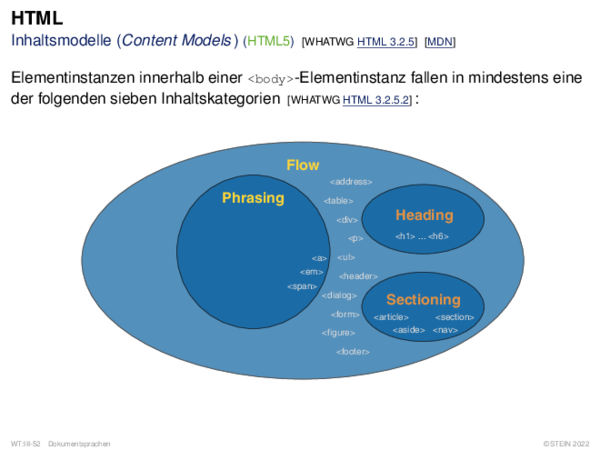 HTML
Inhaltsmodelle (Content Models) (HTML5) [WHATWG HTML 3.2.5] [MDN]
Elementinstanzen innerhalb einer <body>-Elementinstanz fallen in mindestens eine
der folgenden sieben Inhaltskategorien [WHATWG HTML 3.2.5.2] :
Flow
Phrasing
<a>
<em>
<span>
<address>
<table>
<div>
<p>
<ul>
<header>
<dialog>
<form>
<figure>
<footer>
Heading
<h1> ... <h6>
Sectioning
<article> <section>
<aside> <nav>
WT:III-52 Dokumentsprachen ©STEIN 2022